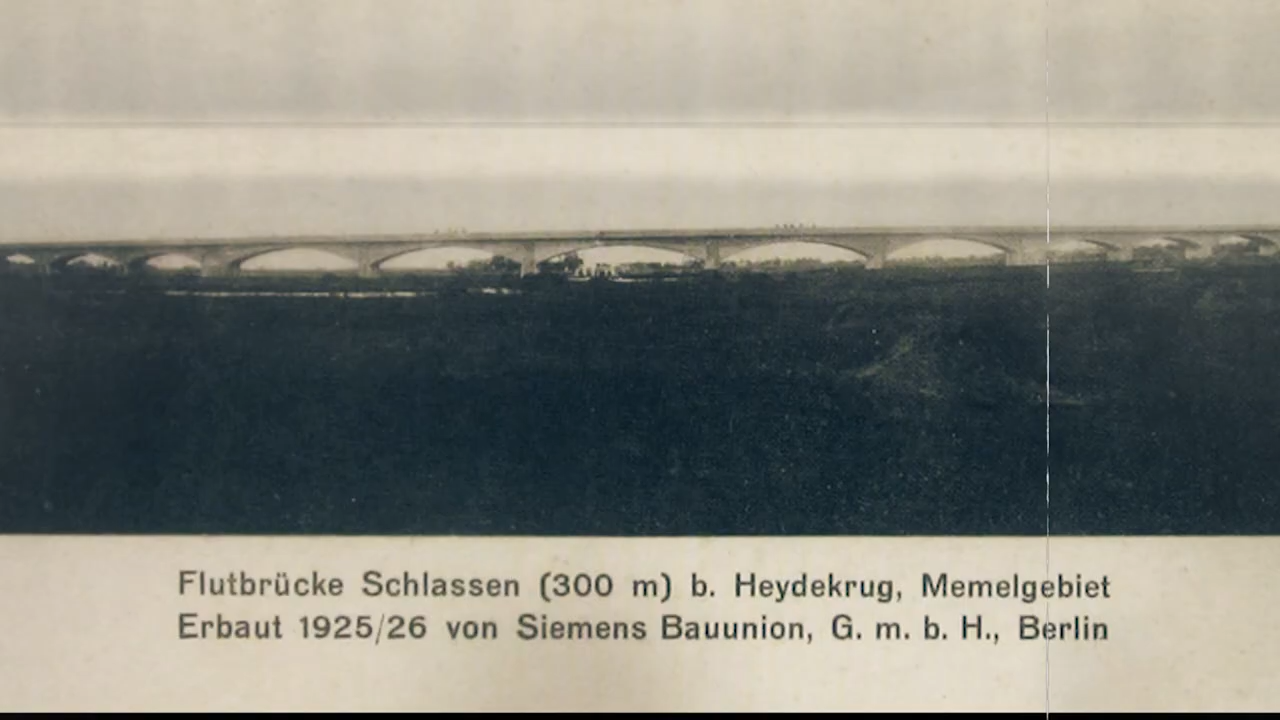 Flutbrücke Schlassen (300 m) b. Heydekrug, Memelgebiet
Erbaut 1925/26 von Siemens Bauunion, G. m. b. H., Berlin